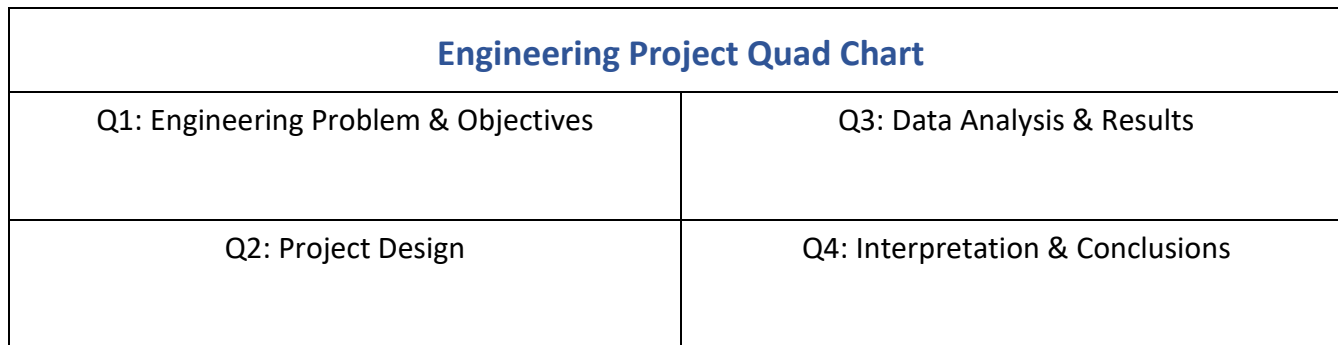 Engineering Project Quad Chart
Q1: Engineering Problem & Objectives
Q3: Data Analysis & Results
Q2: Project Design
Q4: Interpretation & Conclusions